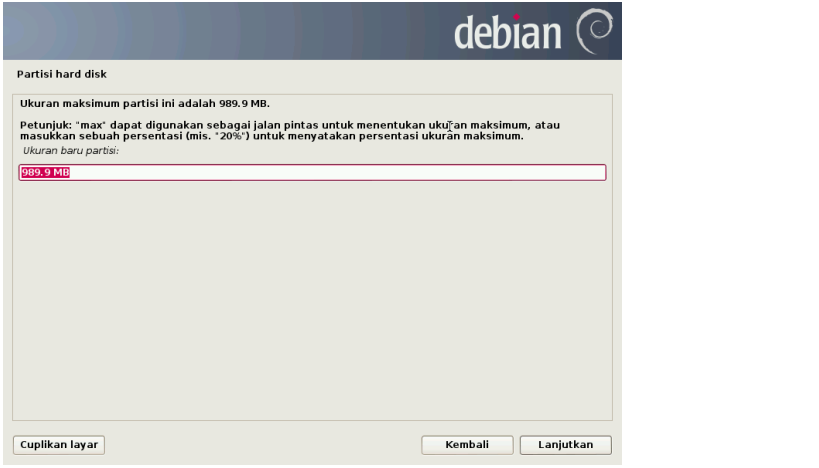 debian
Partisi hard disk
Ukuran maksimum partisi ini adalah 989.9 MB.
Petunjuk: "max" dapat digunakan sebagai jalan pintas untuk menentukan ukuran maksimum, atau
masukkan sebuah persentasi (mis. "20%") untuk menyatakan persentasi ukuran maksimum.
Ukuran baru partisi:
989.9 MB
Cuplikan layar
Kembali
Lanjutkan